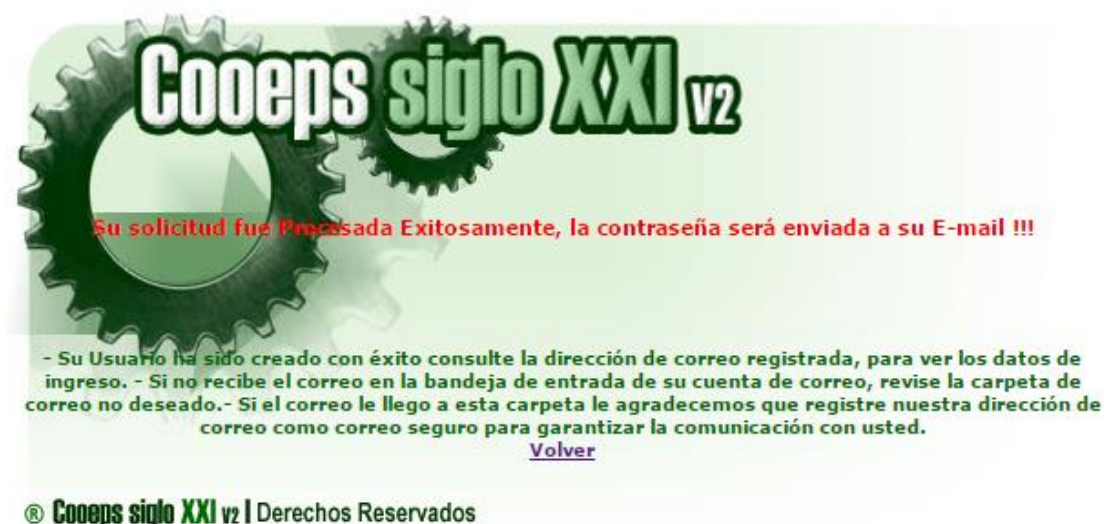 Cooeps siglo XXI V2
Su solicitud fue Procesada Exitosamente, la contraseña será enviada a su E-mail !!!
- Su Usuario ha sido creado con éxito consulte la dirección de correo registrada, para ver los datos de
ingreso. - Si no recibe el correo en la bandeja de entrada de su cuenta de correo, revise la carpeta de
correo no deseado.- Si el correo le llego a esta carpeta le agradecemos que registre nuestra dirección de
correo como correo seguro para garantizar la comunicación con usted.
Volver
® Cooeps siglo XXI V2 | Derechos Reservados